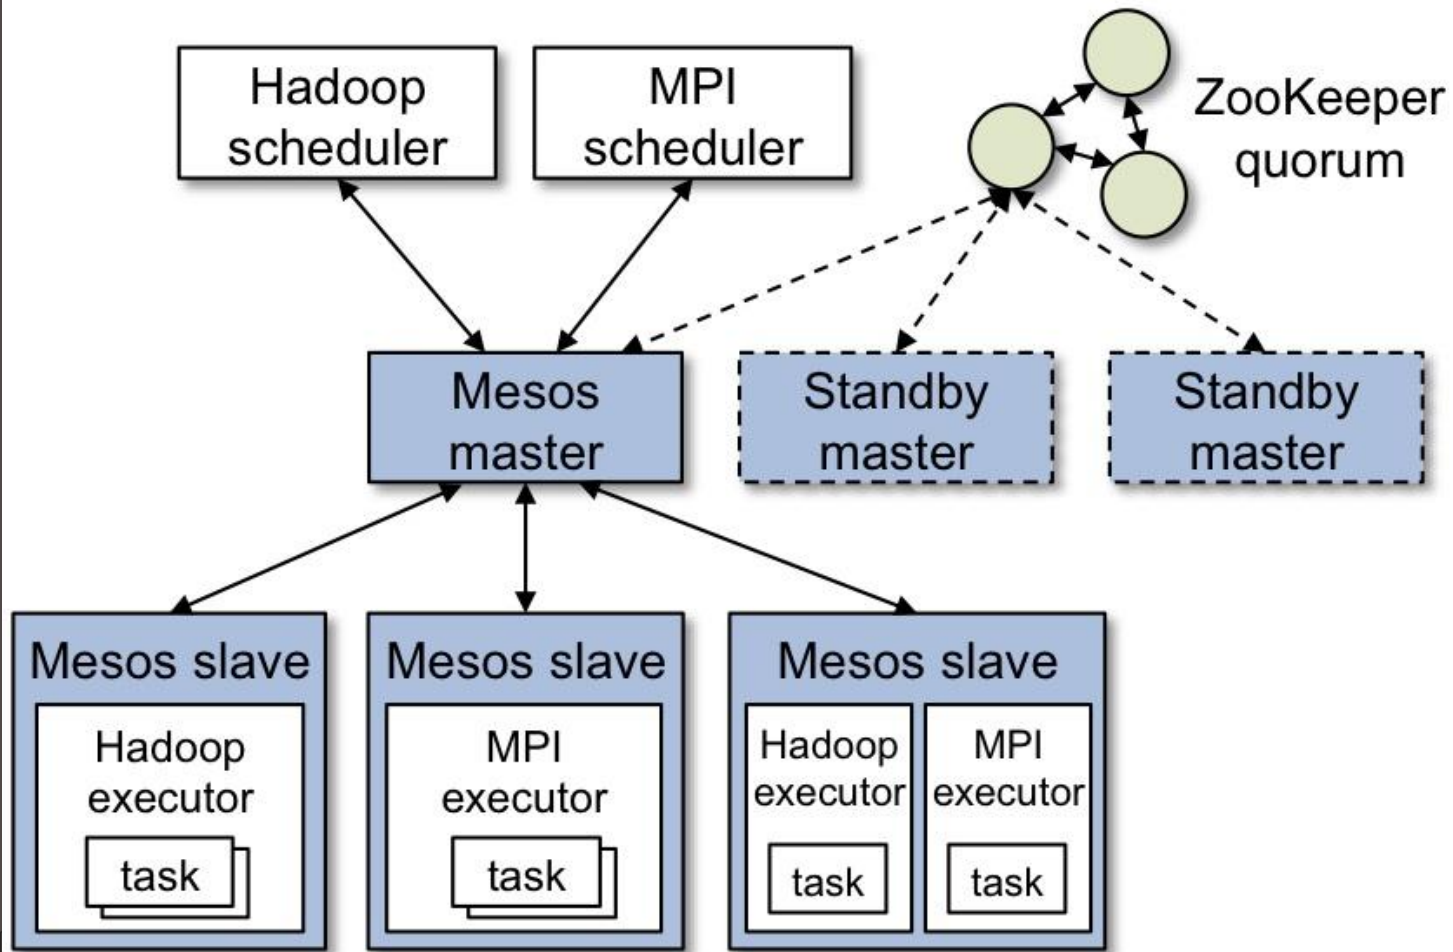 Hadoop
scheduler
MPI
scheduler
ZooKeeper
quorum
Mesos
master
Standby
master
Standby
master
Mesos slave
Hadoop
executor
task
Mesos slave
MPI
executor
task
Mesos slave
Hadoop
executor
task
MPI
executor
task